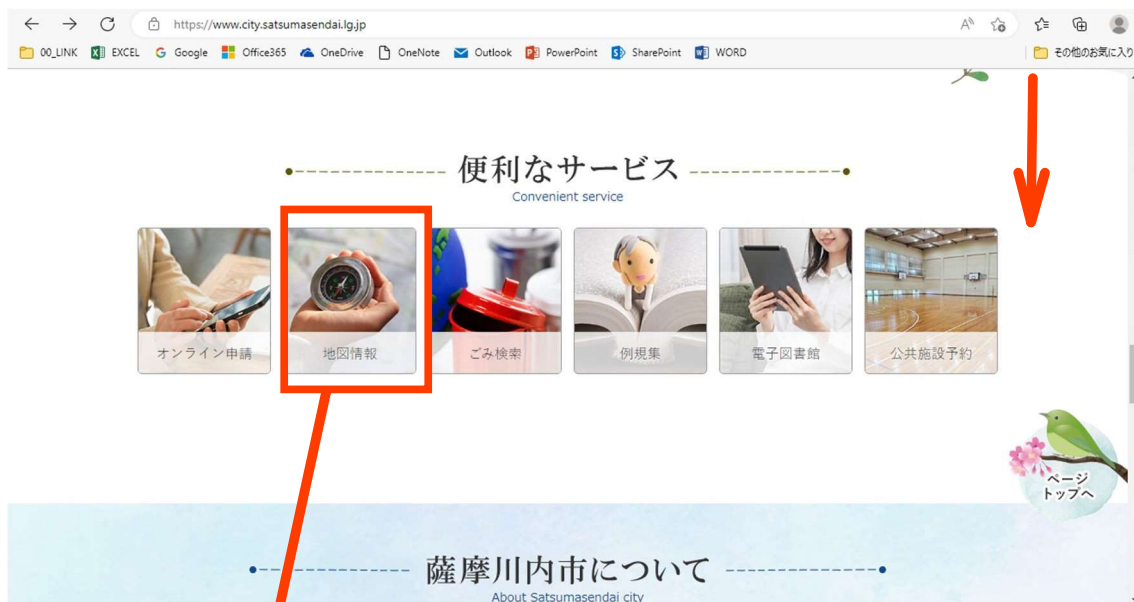 https://www.city.satsumasendai.lg.jp
00_LINK EXCEL Google Office365 OneDrive OneNote Outlook PowerPoint SharePoint WORD その他のお気に入り
便利なサービス
Convenient service
オンライン申請 地図情報 ごみ検索 例規集 電子図書館 公共施設予約
ページ
トップへ
薩摩川内市について
About Satsumasendai city